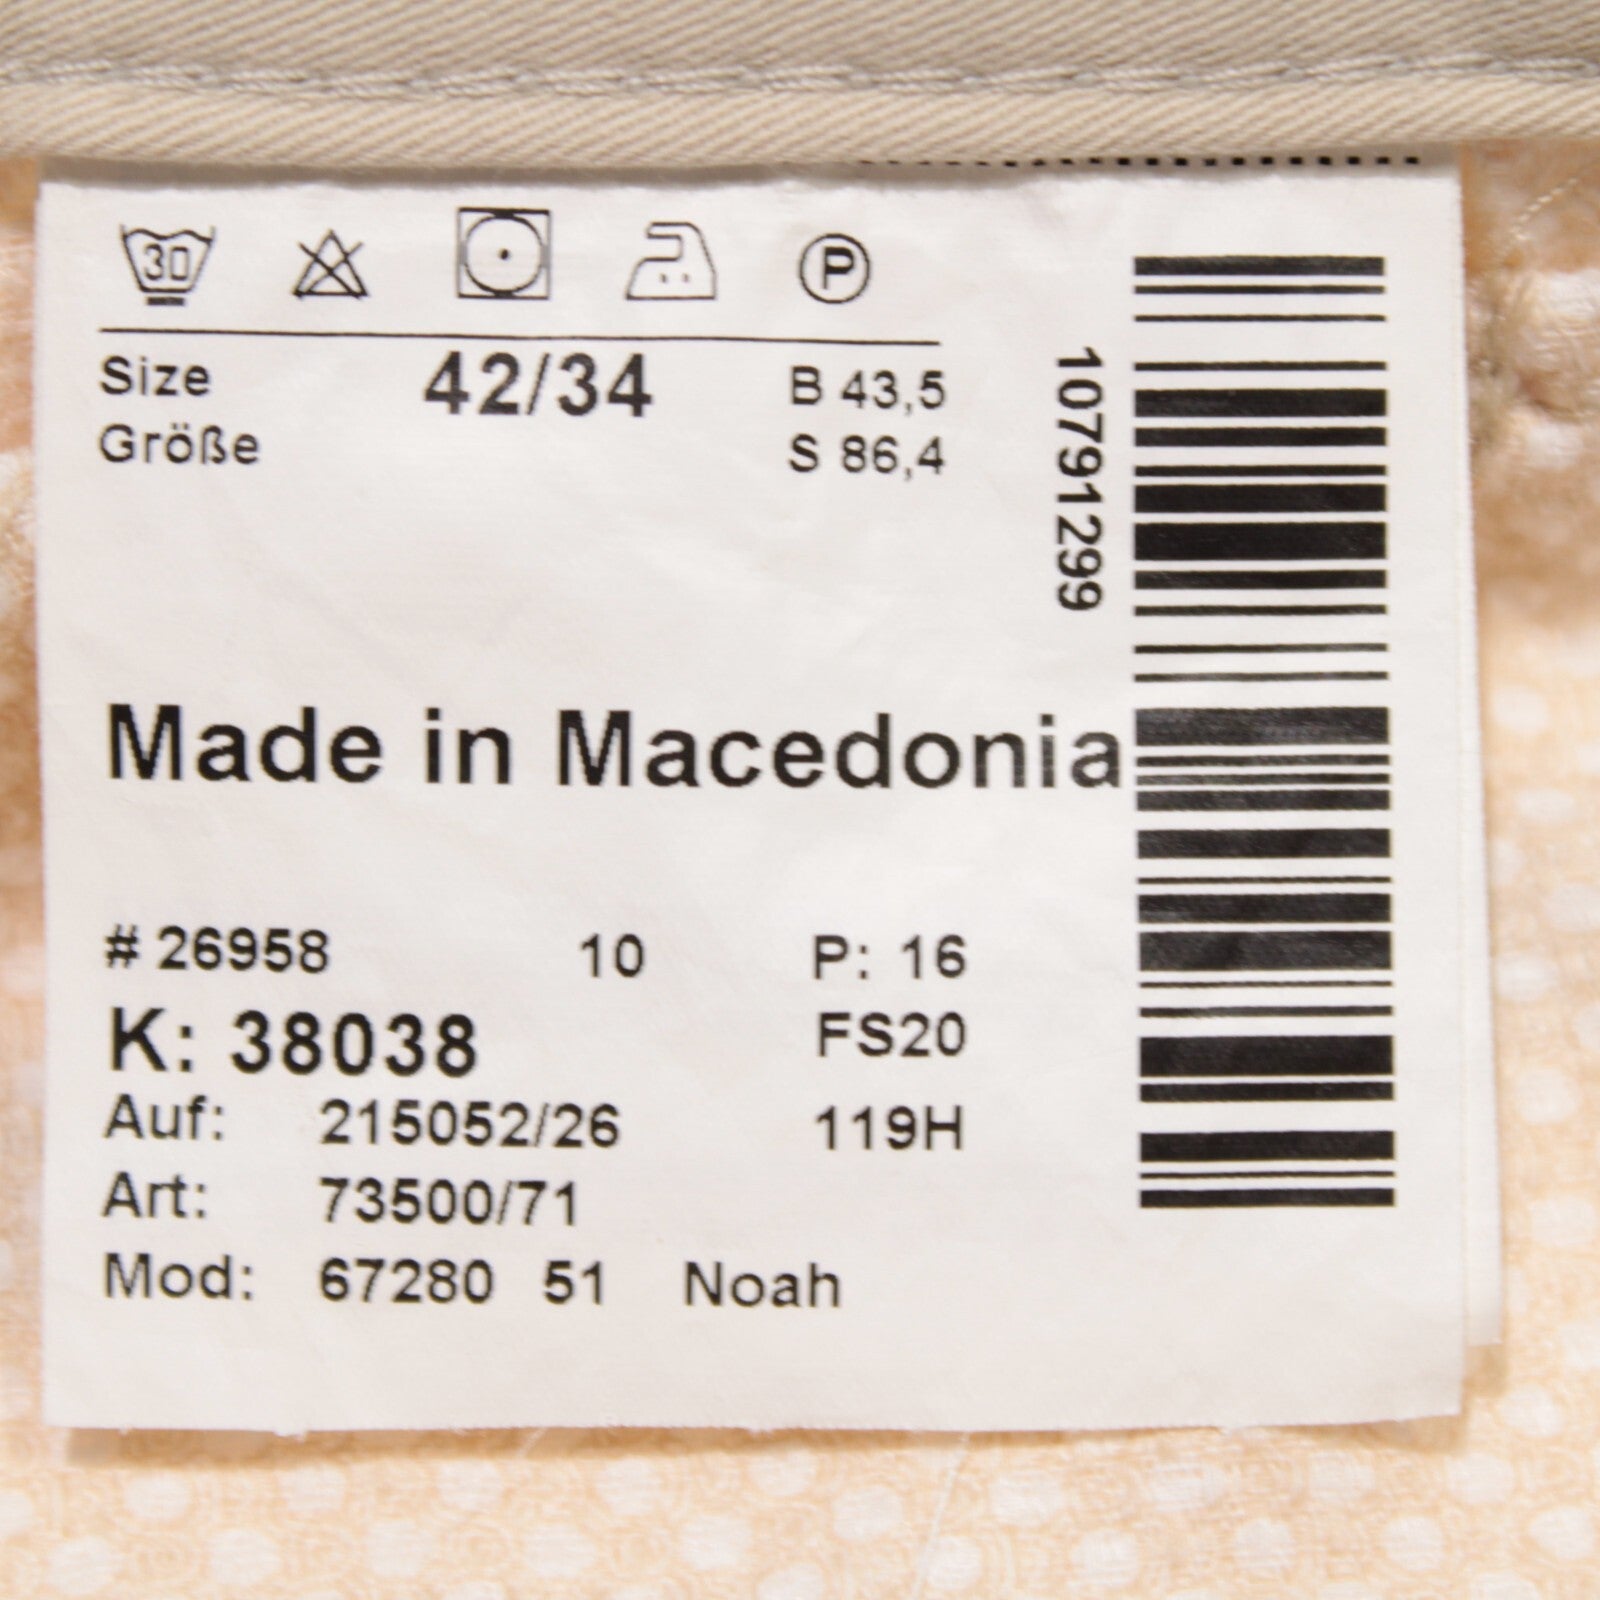 30 P
Size 42/34 B 43,5
Größe S 86,4
10791299
Made in Macedonia
# 26958 10 P: 16
K: 38038 FS20
Auf: 215052/26 119H
Art: 73500/71
Mod: 67280 51 Noah